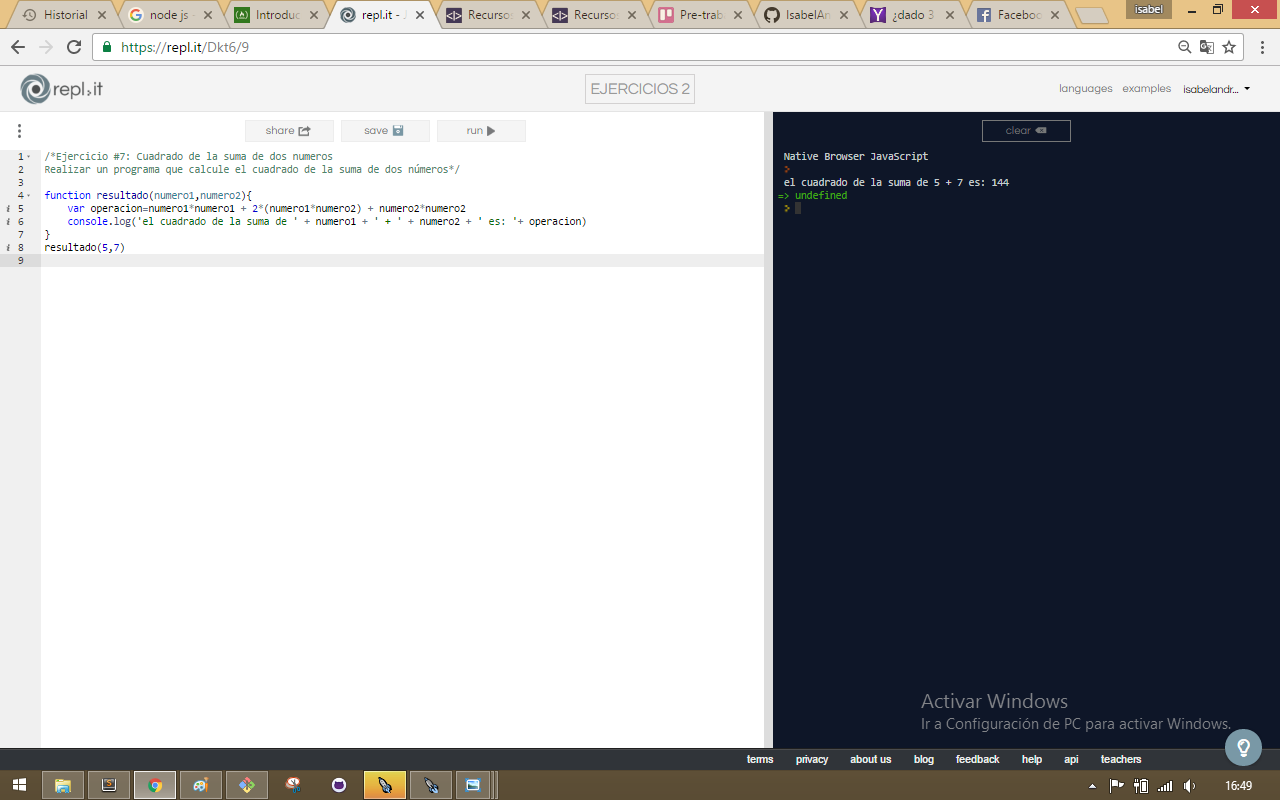 Historial
node js -
Introduc
repl.it - J
Recursos
Recursos
Pre-trab
IsabelAn
¿dado 3
Faceboo
isabel
https://repl.it/Dkt6/9
repl.it
EJERCICIOS 2
languages
examples
isabelandr...
share
save
run
clear
1 /*Ejercicio #7: Cuadrado de la suma de dos numeros
2 Realizar un programa que calcule el cuadrado de la suma de dos números*/
3
4 function resultado(numero1,numero2){
i 5 var operacion=numero1*numero1 + 2*(numero1*numero2) + numero2*numero2
i 6 console.log('el cuadrado de la suma de ' + numero1 + ' + ' + numero2 + ' es: '+ operacion)
7 }
i 8 resultado(5,7)
9
Native Browser JavaScript
>
el cuadrado de la suma de 5 + 7 es: 144
=> undefined
>
Activar Windows
Ir a Configuración de PC para activar Windows.
terms
privacy
about us
blog
feedback
help
api
teachers
16:49